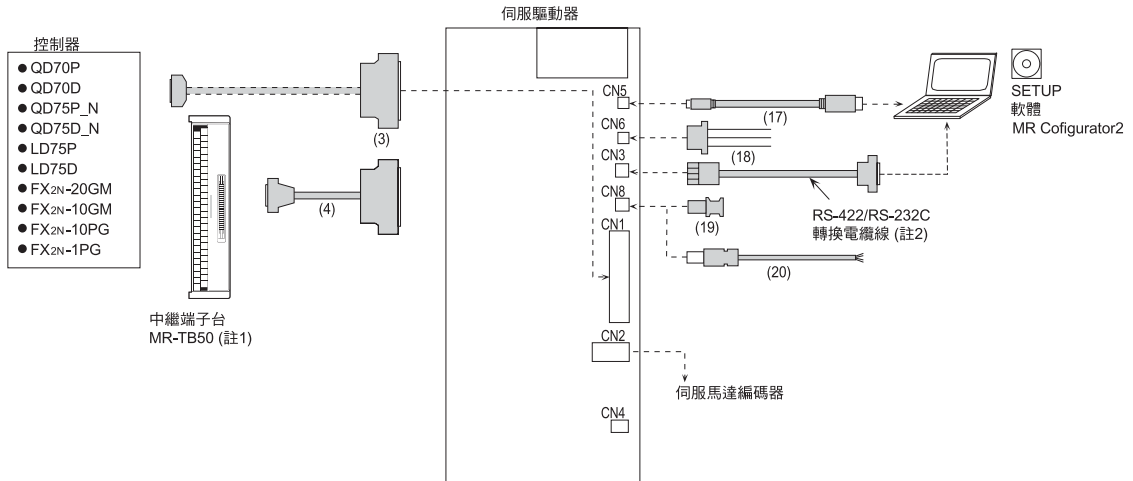 伺服驅動器
控制器
● QD70P
● QD70D
● QD75P_N
● QD75D_N
● LD75P
● LD75D
● FX2N-20GM
● FX2N-10GM
● FX2N-10PG
● FX2N-1PG
(3)
(4)
中繼端子台
MR-TB50 (註1)
CN5
CN6
CN3
CN8
CN1
CN2
CN4
(17)
(18)
(19)
(20)
RS-422/RS-232C
轉換電纜線 (註2)
伺服馬達編碼器
SETUP
軟體
MR Cofigurator2